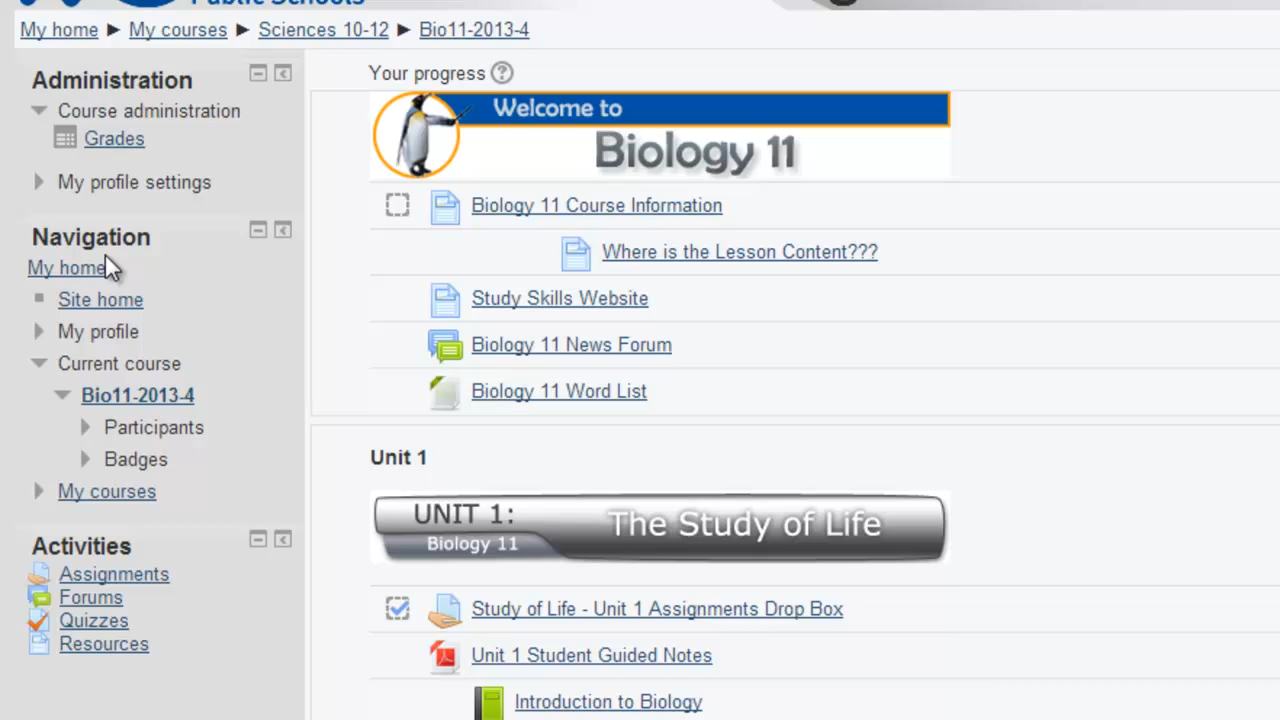 Public Schools
My home ► My courses ► Sciences 10-12 ► Bio11-2013-4
Administration
Course administration
Grades
My profile settings
Navigation
My home
Site home
My profile
Current course
Bio11-2013-4
Participants
Badges
My courses
Activities
Assignments
Forums
Quizzes
Resources
Your progress
Welcome to
Biology 11
Biology 11 Course Information
Where is the Lesson Content???
Study Skills Website
Biology 11 News Forum
Biology 11 Word List
Unit 1
UNIT 1:
Biology 11
The Study of Life
Study of Life - Unit 1 Assignments Drop Box
Unit 1 Student Guided Notes
Introduction to Biology